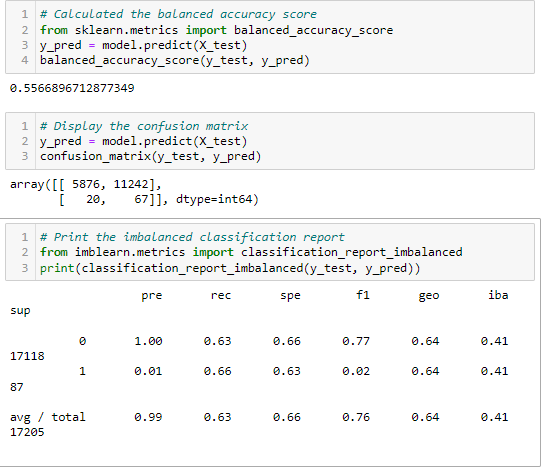 1 # Calculated the balanced accuracy score
2 from sklearn.metrics import balanced_accuracy_score
3 y_pred = model.predict(X_test)
4 balanced_accuracy_score(y_test, y_pred)
0.5566896712877349
1 # Display the confusion matrix
2 y_pred = model.predict(X_test)
3 confusion_matrix(y_test, y_pred)
array([[ 5876, 11242],
[ 20, 67]], dtype=int64)
1 # Print the imbalanced classification report
2 from imblearn.metrics import classification_report_imbalanced
3 print(classification_report_imbalanced(y_test, y_pred))
pre rec spe f1 geo iba
sup
0 1.00 0.63 0.66 0.77 0.64 0.41
17118
1 0.01 0.66 0.63 0.02 0.64 0.41
87
avg / total 0.99 0.63 0.66 0.76 0.64 0.41
17205